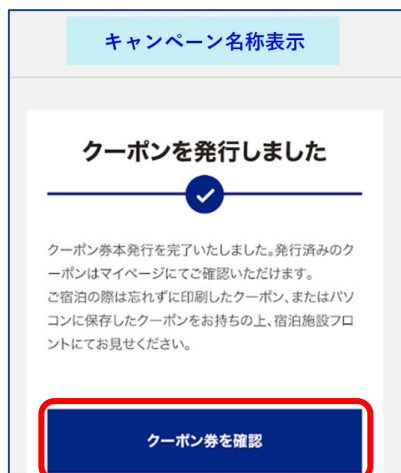 キャンペーン名称表示
クーポンを発行しました
クーポン券本発行を完了いたしました。発行済みのク
ーポンはマイページにてご確認いただけます。
ご宿泊の際は忘れずに印刷したクーポン、またはパソ
コンに保存したクーポンをお持ちの上、宿泊施設フロ
ントにてお見せください。
クーポン券を確認